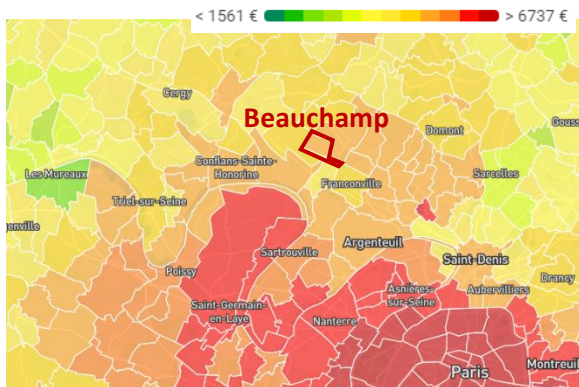 < 1561 € > 6737 €
Cergy
Beauchamp
Domont
Gouss
Les Mureaux
Conflans-Sainte-
Honorine
Franconville
Sarcelles
Triel-sur-Seine
genville
Sartrouville
Argenteuil
Saint-Denis
Poissy
Drancy
Asnières-
sur-Seine
Aubervilliers
Saint-Germain-
en-Laye
Nanterre
Paris
Montreuil